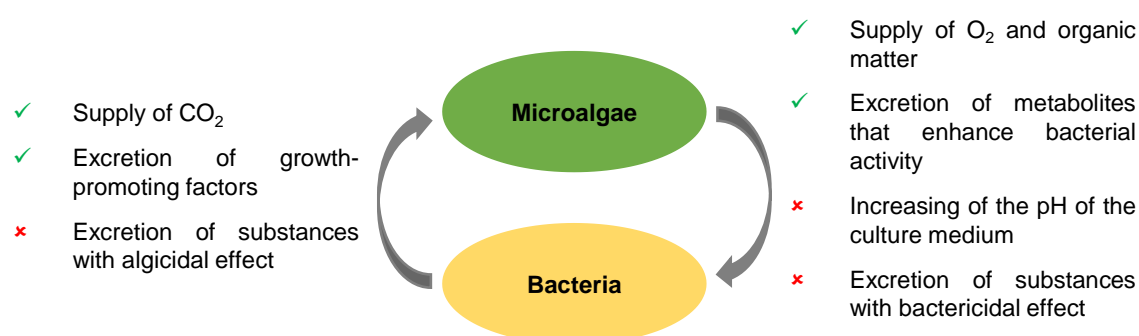 Supply of CO₂
Excretion of growth-
promoting factors
Excretion of substances
with algicidal effect
Microalgae
Bacteria
Supply of O₂ and organic
matter
Excretion of metabolites
that enhance bacterial
activity
Increasing of the pH of the
culture medium
Excretion of substances
with bactericidal effect